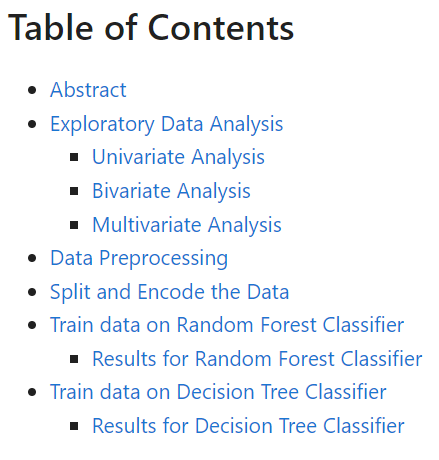 Table of Contents
Abstract
Exploratory Data Analysis
Univariate Analysis
Bivariate Analysis
Multivariate Analysis
Data Preprocessing
Split and Encode the Data
Train data on Random Forest Classifier
Results for Random Forest Classifier
Train data on Decision Tree Classifier
Results for Decision Tree Classifier